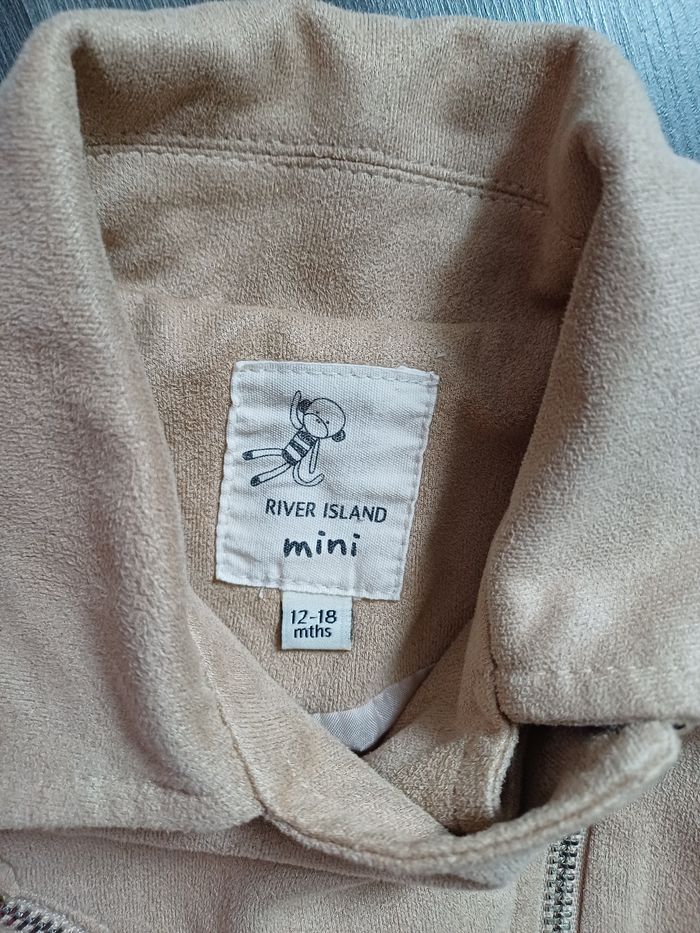 RIVER ISLAND
mini
12-18
mths